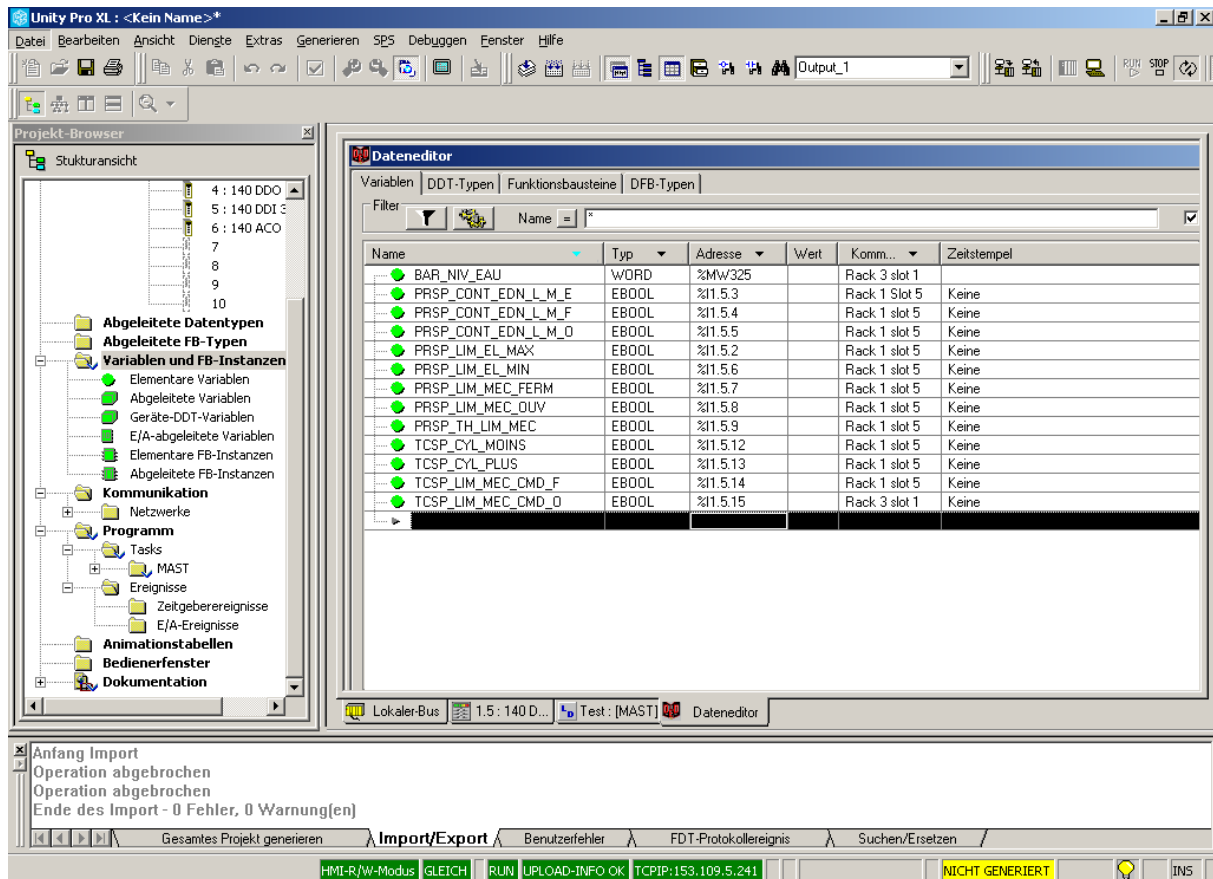 Unity Pro XL : <Kein Name>*
Datei Bearbeiten Ansicht Dienste Extras Generieren SPS Debuggen Fenster Hilfe
Output_1
RUN STOP
Projekt-Browser
Stukturansicht
4 : 140 DDO
5 : 140 DDI 3
6 : 140 ACO
7
8
9
10
Abgeleitete Datentypen
Abgeleitete FB-Typen
Variablen und FB-Instanzen
Elementare Variablen
Abgeleitete Variablen
Geräte-DDT-Variablen
E/A-abgeleitete Variablen
Elementare FB-Instanzen
Abgeleitete FB-Instanzen
Kommunikation
Netzwerke
Programm
Tasks
MAST
Ereignisse
Zeitgeberereignisse
E/A-Ereignisse
Animationstabellen
Bedienerfenster
Dokumentation
Dateneditor
Variablen DDT-Typen Funktionsbausteine DFB-Typen
Filter
Name = *
Name Typ Adresse Wert Komm... Zeitstempel
BAR_NIV_EAU WORD %MW325 Rack 3 slot 1
PRSP_CONT_EDN_L_M_E EBOOL %I1.5.3 Rack 1 Slot 5 Keine
PRSP_CONT_EDN_L_M_F EBOOL %I1.5.4 Rack 1 slot 5 Keine
PRSP_CONT_EDN_L_M_O EBOOL %I1.5.5 Rack 1 slot 5 Keine
PRSP_LIM_EL_MAX EBOOL %I1.5.2 Rack 1 slot 5 Keine
PRSP_LIM_EL_MIN EBOOL %I1.5.6 Rack 1 slot 5 Keine
PRSP_LIM_MEC_FERM EBOOL %I1.5.7 Rack 1 slot 5 Keine
PRSP_LIM_MEC_OUV EBOOL %I1.5.8 Rack 1 slot 5 Keine
PRSP_TH_LIM_MEC EBOOL %I1.5.9 Rack 1 slot 5 Keine
TCSP_CYL_MOINS EBOOL %I1.5.12 Rack 1 slot 5 Keine
TCSP_CYL_PLUS EBOOL %I1.5.13 Rack 1 slot 5 Keine
TCSP_LIM_MEC_CMD_F EBOOL %I1.5.14 Rack 1 slot 5 Keine
TCSP_LIM_MEC_CMD_O EBOOL %I1.5.15 Rack 3 slot 1 Keine
Lokaler-Bus 1.5 : 140 D... Test : [MAST] Dateneditor
Anfang Import
Operation abgebrochen
Operation abgebrochen
Ende des Import - 0 Fehler, 0 Warnung(en)
Gesamtes Projekt generieren Import/Export Benutzerfehler FDT-Protokollereignis Suchen/Ersetzen
HMI-R/W-Modus GLEICH RUN UPLOAD-INFO OK TCPIP:153.109.5.241 NICHT GENERIERT INS